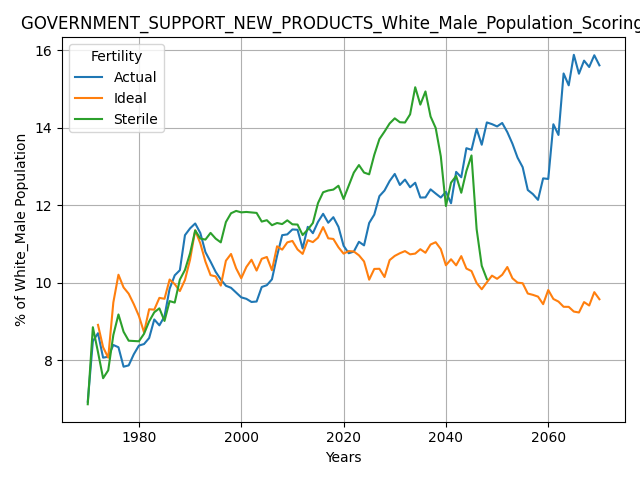 GOVERNMENT_SUPPORT_NEW_PRODUCTS_White_Male_Population_Scoring
Fertility
Actual
Ideal
Sterile
% of White_Male Population
16
14
12
10
8
1980
2000
2020
2040
2060
Years